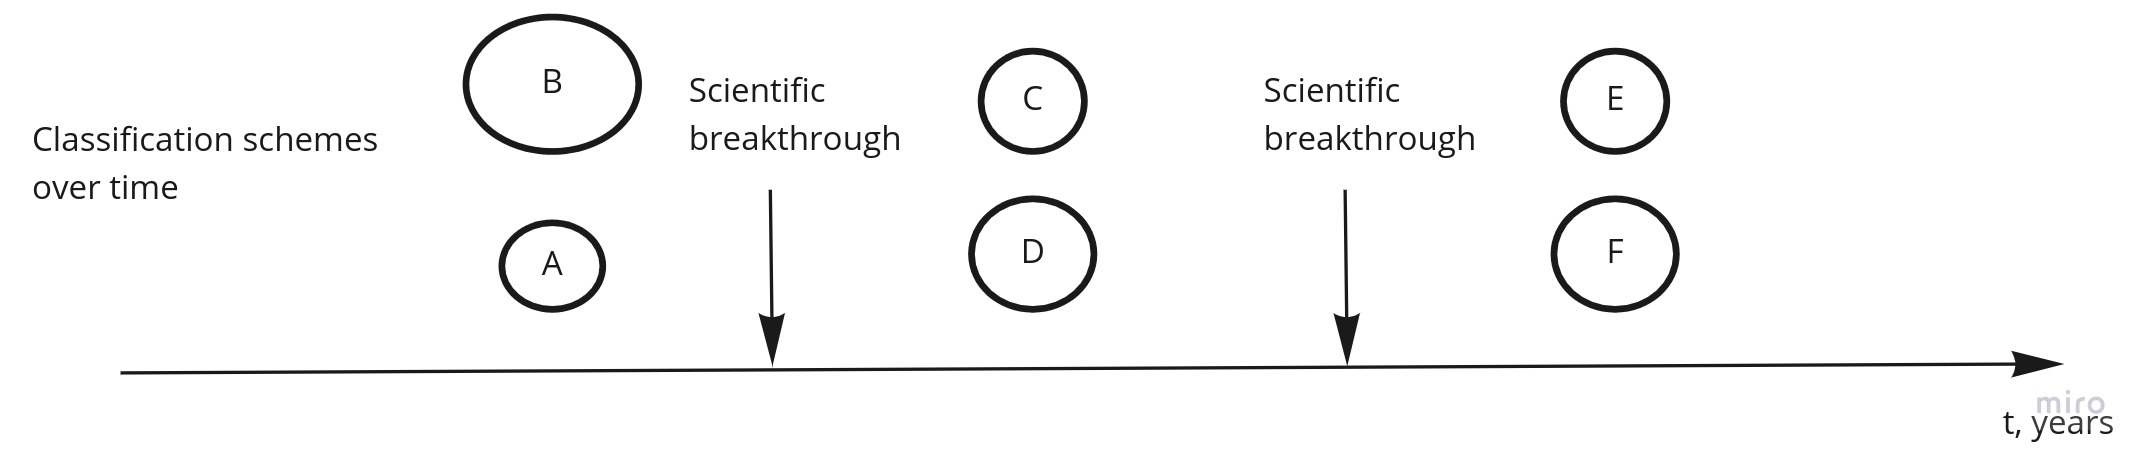 Classification schemes
over time
B
A
Scientific
breakthrough
C
D
Scientific
breakthrough
E
F
miro
t, years